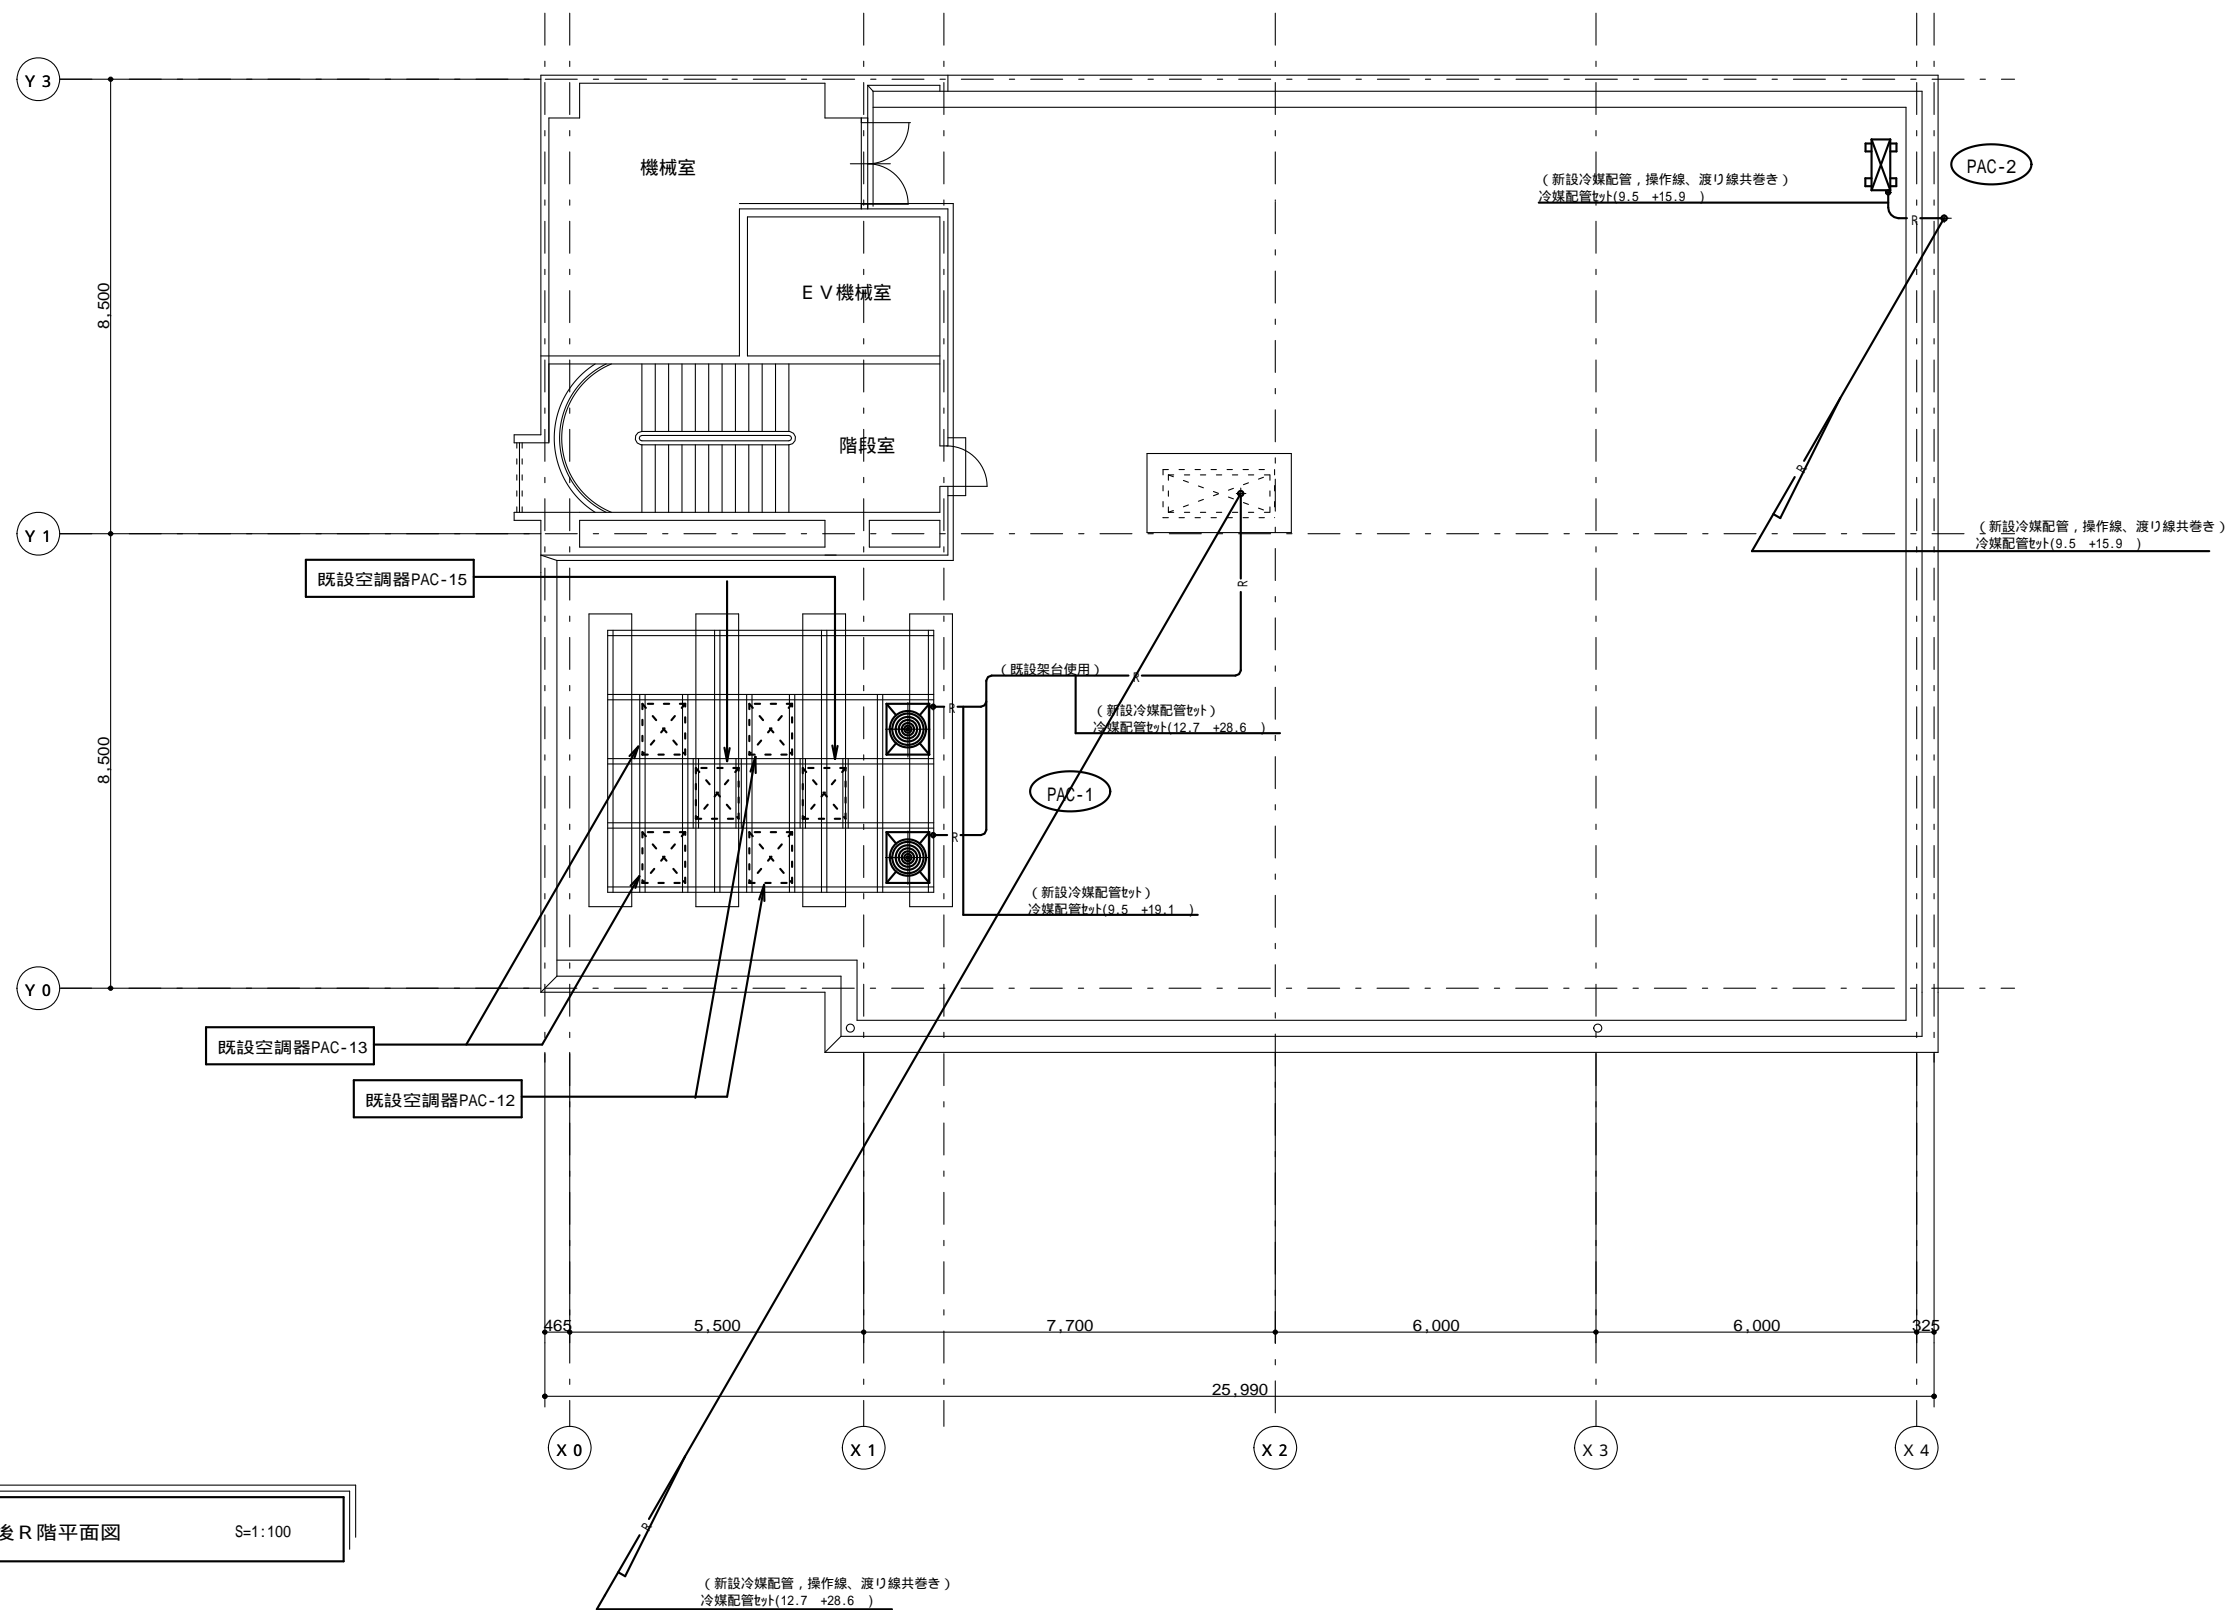 Y3
機械室
PAC-2
(新設冷媒配管,操作線、渡り線共巻き)
冷媒配管ｾｯﾄ(9.5 +15.9 )
R
8,500
EV機械室
階段室
R
Y1
(新設冷媒配管,操作線、渡り線共巻き)
冷媒配管ｾｯﾄ(9.5 +15.9 )
既設空調器PAC-15
R
(既設架台使用)
R
R
(新設冷媒配管ｾｯﾄ)
冷媒配管ｾｯﾄ(12.7 +28.6 )
8,500
PAC-1
R
(新設冷媒配管ｾｯﾄ)
冷媒配管ｾｯﾄ(9.5 +19.1 )
Y0
既設空調器PAC-13
既設空調器PAC-12
465
5,500
7,700
6,000
6,000
325
25,990
X0
X1
X2
X3
X4
後R階平面図 S=1:100
R
(新設冷媒配管,操作線、渡り線共巻き)
冷媒配管ｾｯﾄ(12.7 +28.6 )